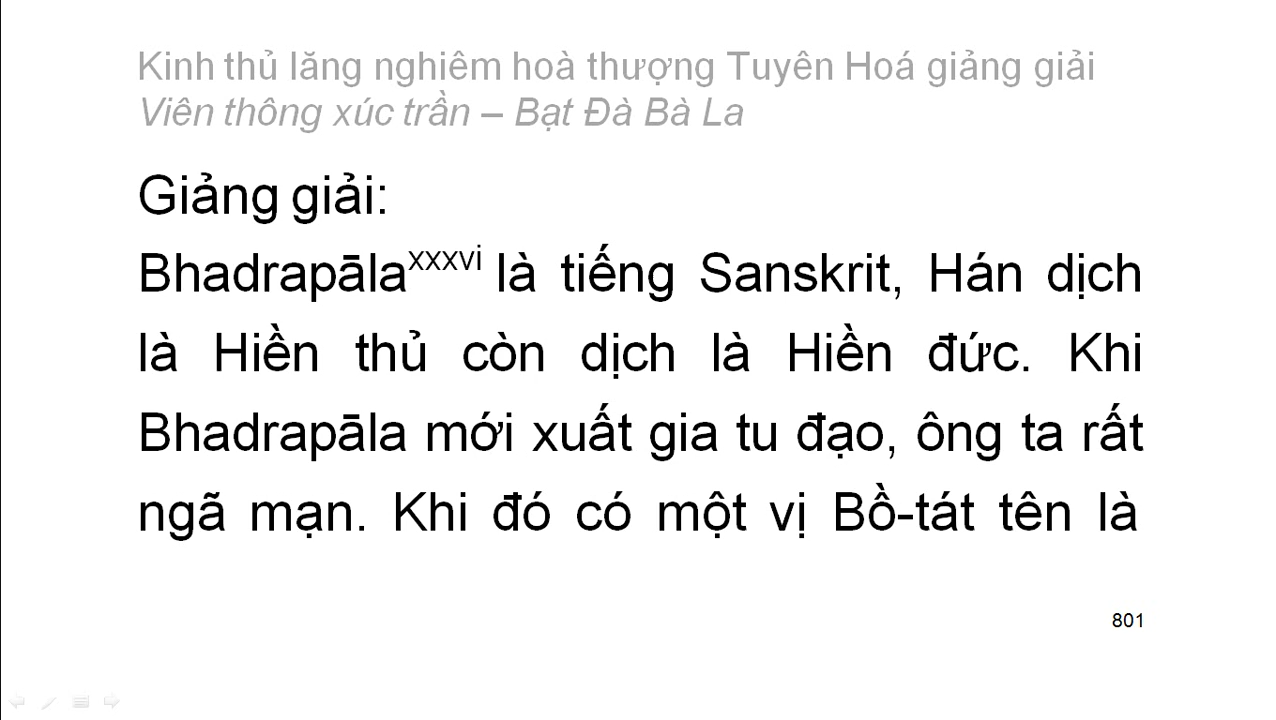 Kinh thủ lăng nghiêm hoà thượng Tuyên Hoá giảng giải
Viên thông xúc trần – Bạt Đà Bà La
Giảng giải:
Bhadrapālaxxxvi là tiếng Sanskrit, Hán dịch
là Hiền thủ còn dịch là Hiền đức. Khi
Bhadrapāla mới xuất gia tu đạo, ông ta rất
ngã mạn. Khi đó có một vị Bồ-tát tên là
801